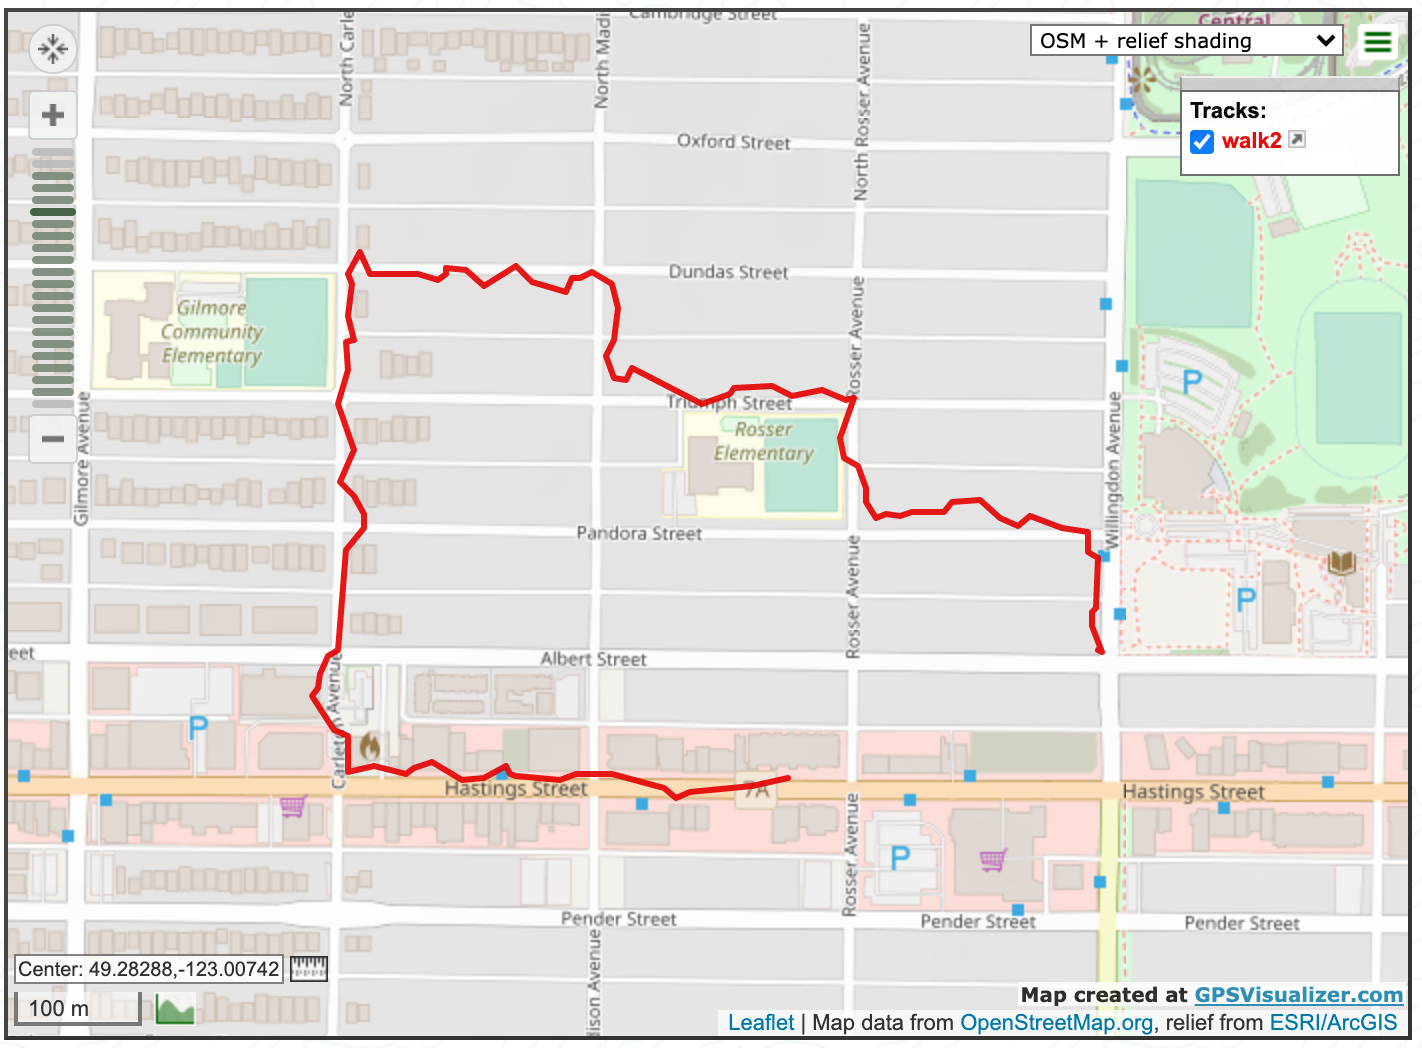 Cambridge Street
Central
OSM + relief shading
North Carle
North Madi
North Rosser Avenue
Tracks:
walk2
Oxford Street
Dundas Street
Gilmore
Community
Elementary
Rosser Avenue
P
Triumph Street
Rosser
Elementary
Gilmore Avenue
Willingdon Avenue
Pandora Street
Rosser Avenue
P
eet
Albert Street
Carleton Avenue
P
Hastings Street
7A
Hastings Street
Rosser Avenue
P
Pender Street
Pender Street
Pender Street
dison Avenue
Center: 49.28288,-123.00742
100 m
Map created at GPSVisualizer.com
Leaflet | Map data from OpenStreetMap.org, relief from ESRI/ArcGIS